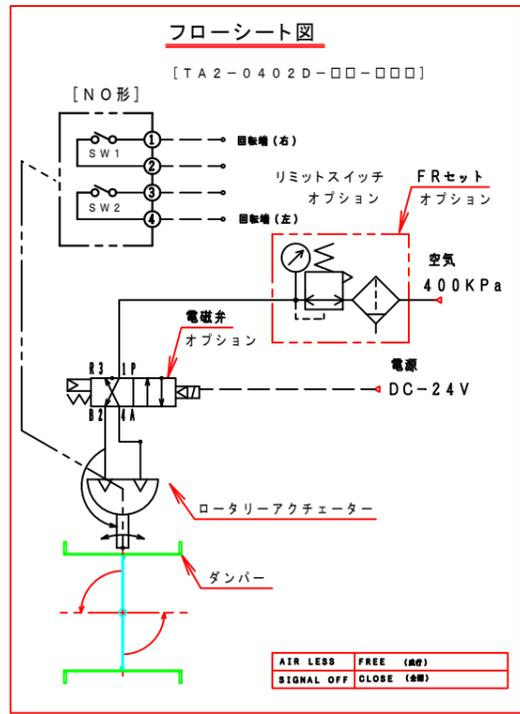 フローシート図
[TA2-0402D-□□-□□□]
[NO形]
1
SW1
2
3
SW2
4
回転端(右)
回転端(左)
リミットスイッチ
オプション
FRセット
オプション
空気
400KPa
電磁弁
オプション
R3 1P
B2 4A
電源
DC-24V
ロータリーアクチェーター
ダンパー
AIR LESS FREE
SIGNAL OFF CLOSE (全閉)